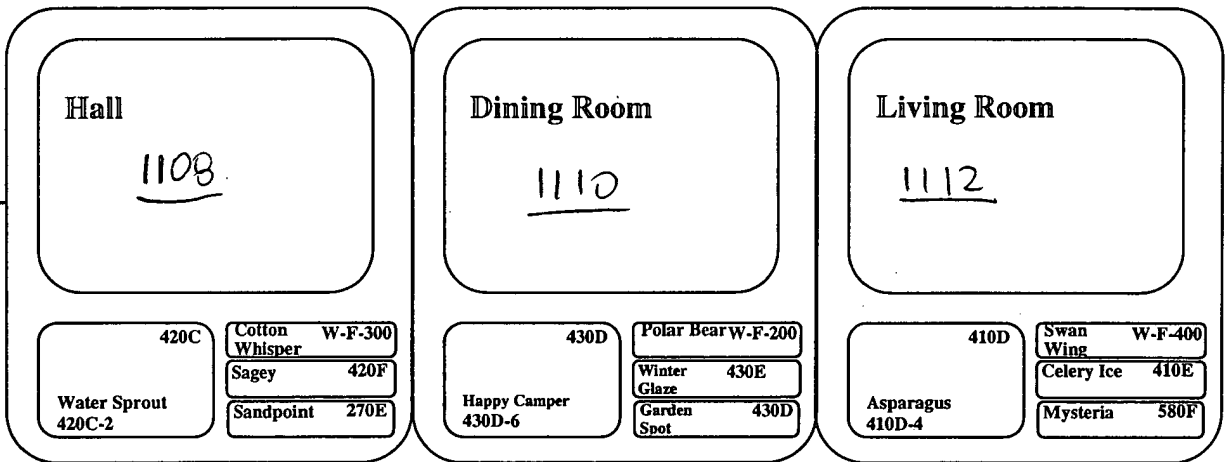 Hall
1108
420C
Water Sprout
420C-2
Cotton Whisper W-F-300
Sagey 420F
Sandpoint 270E
Dining Room
1110
430D
Happy Camper
430D-6
Polar Bear W-F-200
Winter Glaze 430E
Garden Spot 430D
Living Room
1112
410D
Asparagus
410D-4
Swan Wing W-F-400
Celery Ice 410E
Mysteria 580F